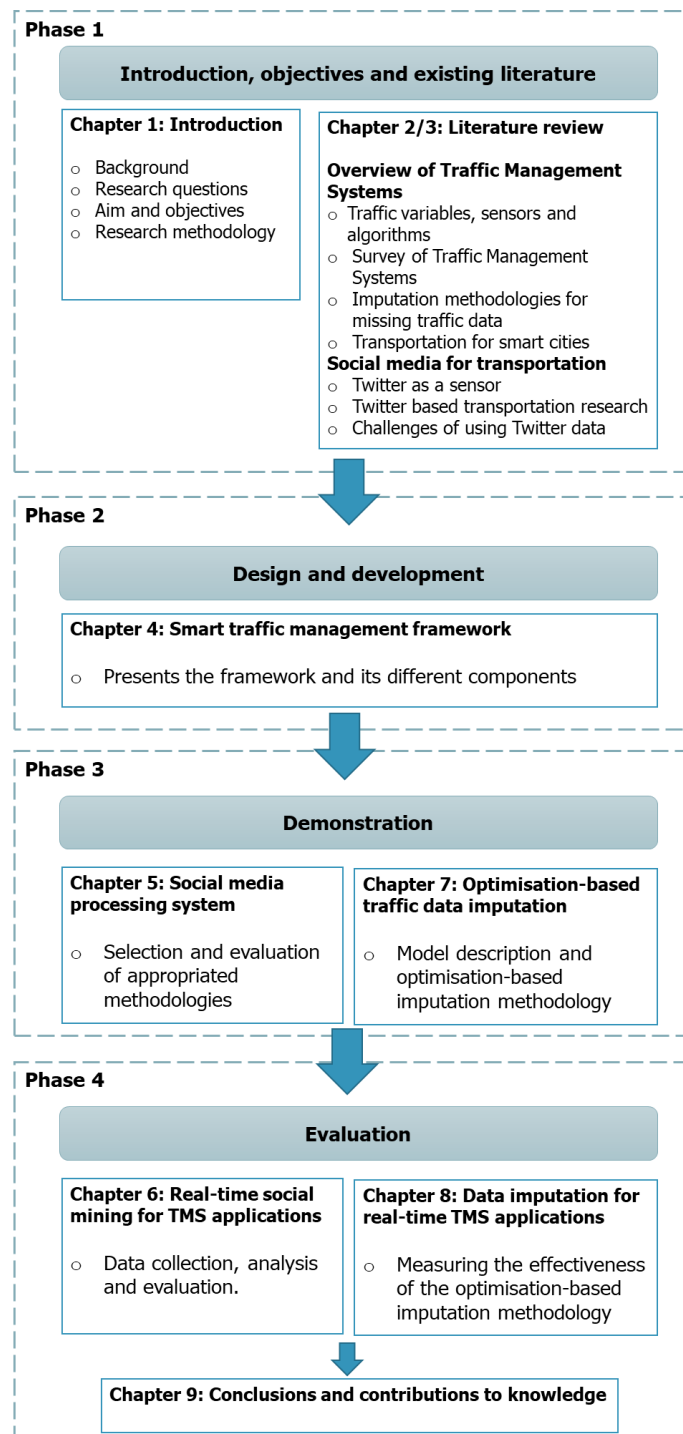 Phase 1
Introduction, objectives and existing literature
Chapter 1: Introduction
o Background
o Research questions
o Aim and objectives
o Research methodology
Chapter 2/3: Literature review
Overview of Traffic Management
Systems
o Traffic variables, sensors and
algorithms
o Survey of Traffic Management
Systems
o Imputation methodologies for
missing traffic data
o Transportation for smart cities
Social media for transportation
o Twitter as a sensor
o Twitter based transportation research
o Challenges of using Twitter data
Phase 2
Design and development
Chapter 4: Smart traffic management framework
o Presents the framework and its different components
Phase 3
Demonstration
Chapter 5: Social media
processing system
o Selection and evaluation
of appropriated
methodologies
Chapter 7: Optimisation-based
traffic data imputation
o Model description and
optimisation-based
imputation methodology
Phase 4
Evaluation
Chapter 6: Real-time social
mining for TMS applications
o Data collection, analysis
and evaluation.
Chapter 8: Data imputation for
real-time TMS applications
o Measuring the effectiveness
of the optimisation-based
imputation methodology
Chapter 9: Conclusions and contributions to knowledge